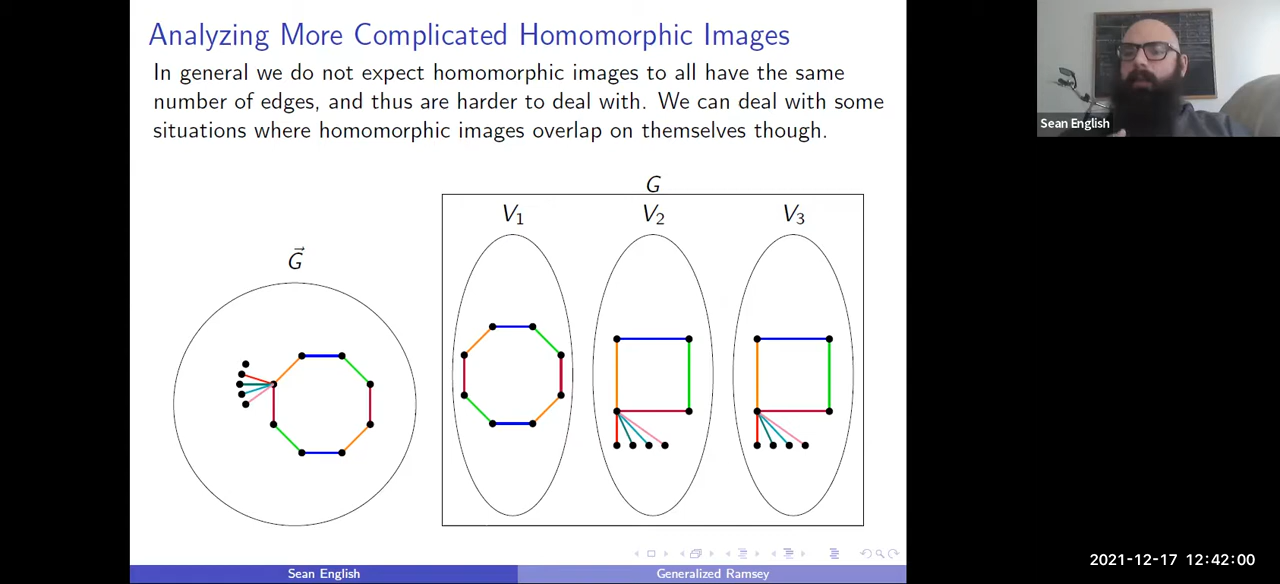 Analyzing More Complicated Homomorphic Images
In general we do not expect homomorphic images to all have the same
number of edges, and thus are harder to deal with. We can deal with some
situations where homomorphic images overlap on themselves though.
G
V₁ V₂ V₃
G⃗
Sean English
Generalized Ramsey
Sean English
2021-12-17 12:42:00